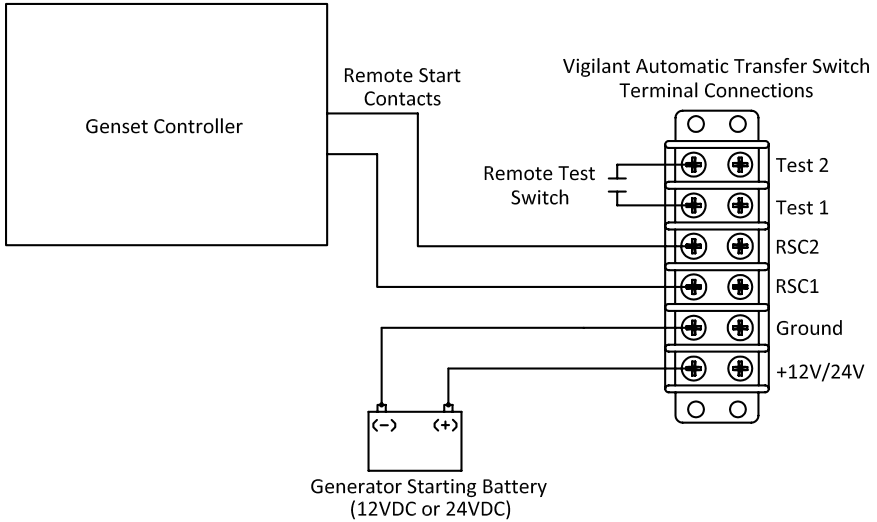 Genset Controller
Remote Start
Contacts
Vigilant Automatic Transfer Switch
Terminal Connections
Remote Test
Switch
Test 2
Test 1
RSC2
RSC1
Ground
+12V/24V
(-)
(+)
Generator Starting Battery
(12VDC or 24VDC)